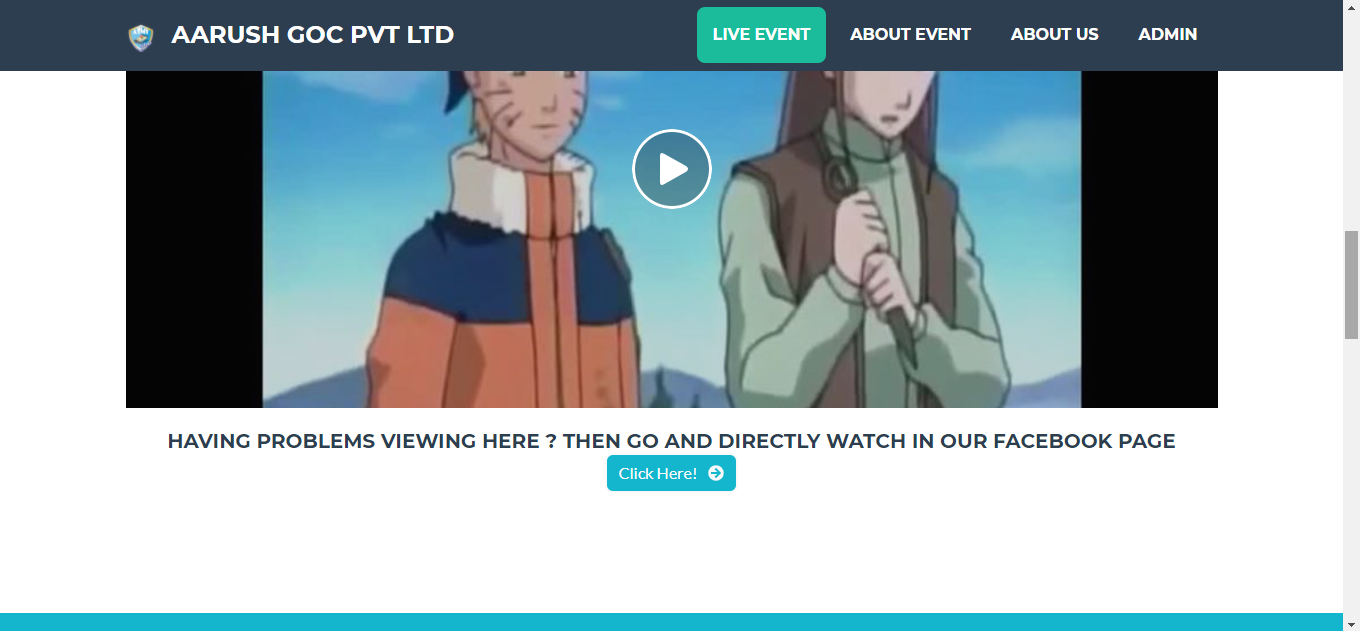 AARUSH GOC PVT LTD
LIVE EVENT
ABOUT EVENT
ABOUT US
ADMIN
HAVING PROBLEMS VIEWING HERE ? THEN GO AND DIRECTLY WATCH IN OUR FACEBOOK PAGE
Click Here!